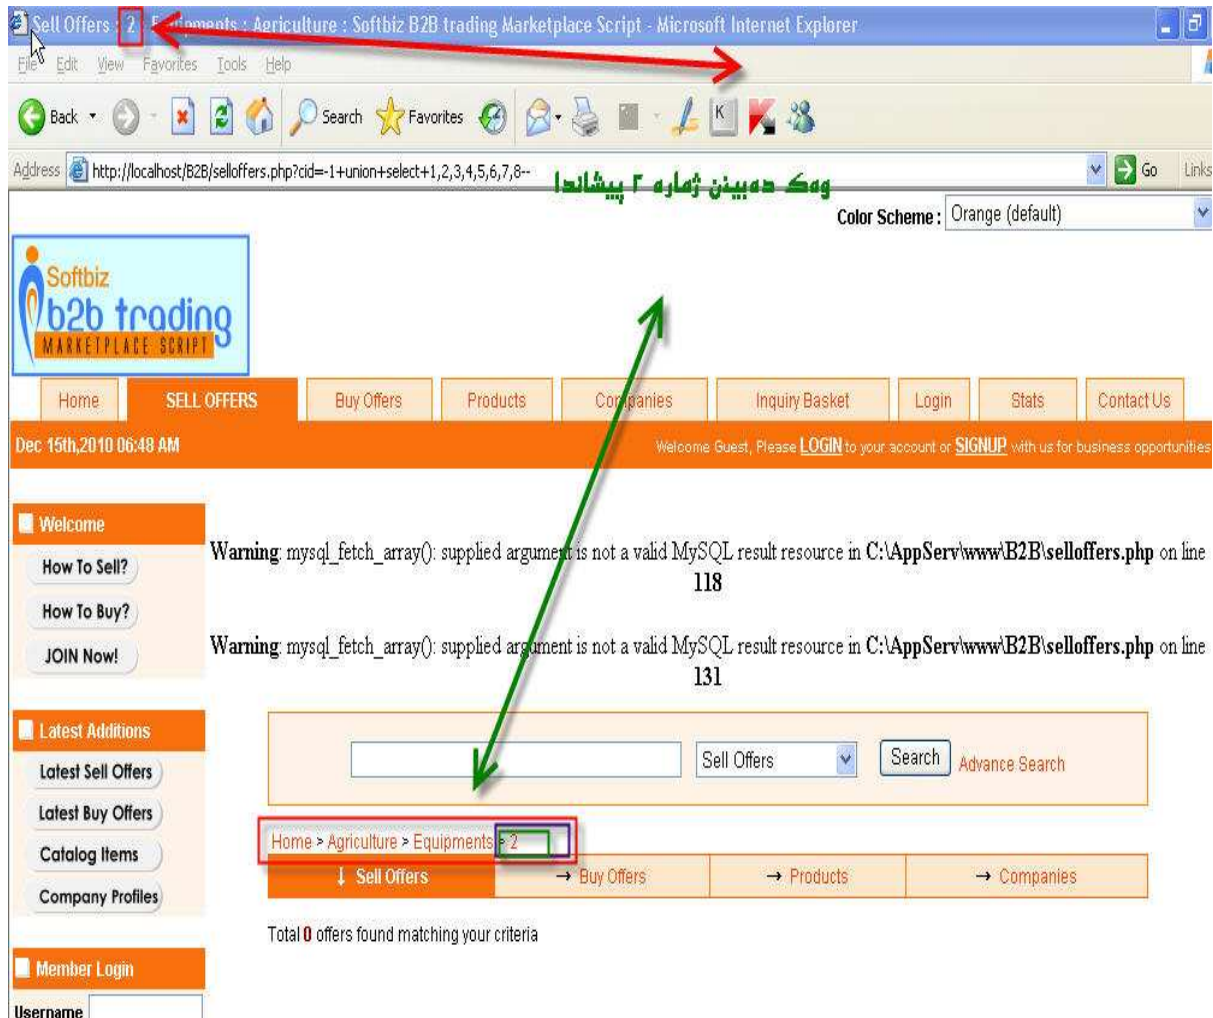 Sell Offers : 2 : Equipments : Agriculture : Softbiz B2B trading Marketplace Script - Microsoft Internet Explorer
File Edit View Favorites Tools Help
Back Search Favorites K
Address http://localhost/B2B/selloffers.php?cid=-1+union+select+1,2,3,4,5,6,7,8-- Go Links
وەک دەبینن ژمارە ٢ پیشاندا
Color Scheme : Orange (default)
Softbiz
b2b trading
MARKETPLACE SCRIPT
Home SELL OFFERS Buy Offers Products Companies Inquiry Basket Login Stats Contact Us
Dec 15th,2010 06:48 AM Welcome Guest, Please LOGIN to your account or SIGNUP with us for business opportunities
Welcome
How To Sell?
How To Buy?
JOIN Now!
Warning: mysql_fetch_array(): supplied argument is not a valid MySQL result resource in C:\AppServ\www\B2B\selloffers.php on line
118
Warning: mysql_fetch_array(): supplied argument is not a valid MySQL result resource in C:\AppServ\www\B2B\selloffers.php on line
131
Latest Additions
Latest Sell Offers
Latest Buy Offers
Catalog Items
Company Profiles
Sell Offers Search Advance Search
Home > Agriculture > Equipments > 2
↓ Sell Offers → Buy Offers → Products → Companies
Total 0 offers found matching your criteria
Member Login
Username